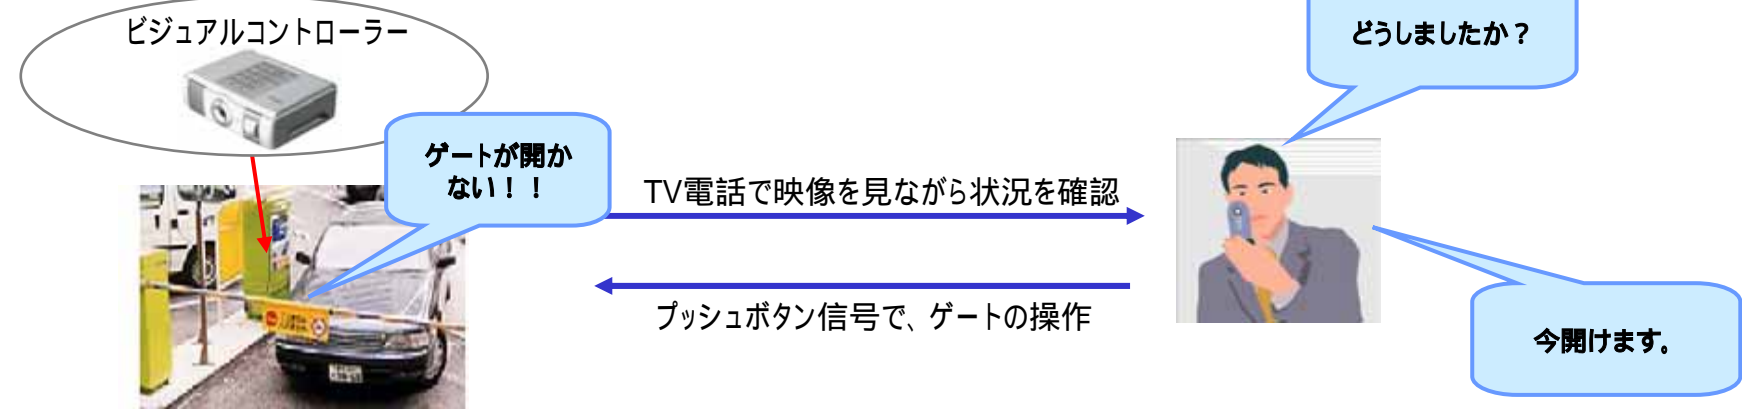 ビジュアルコントローラー
どうしましたか？
ゲートが開か
ない！！
TV電話で映像を見ながら状況を確認
プッシュボタン信号で、ゲートの操作
今開けます。